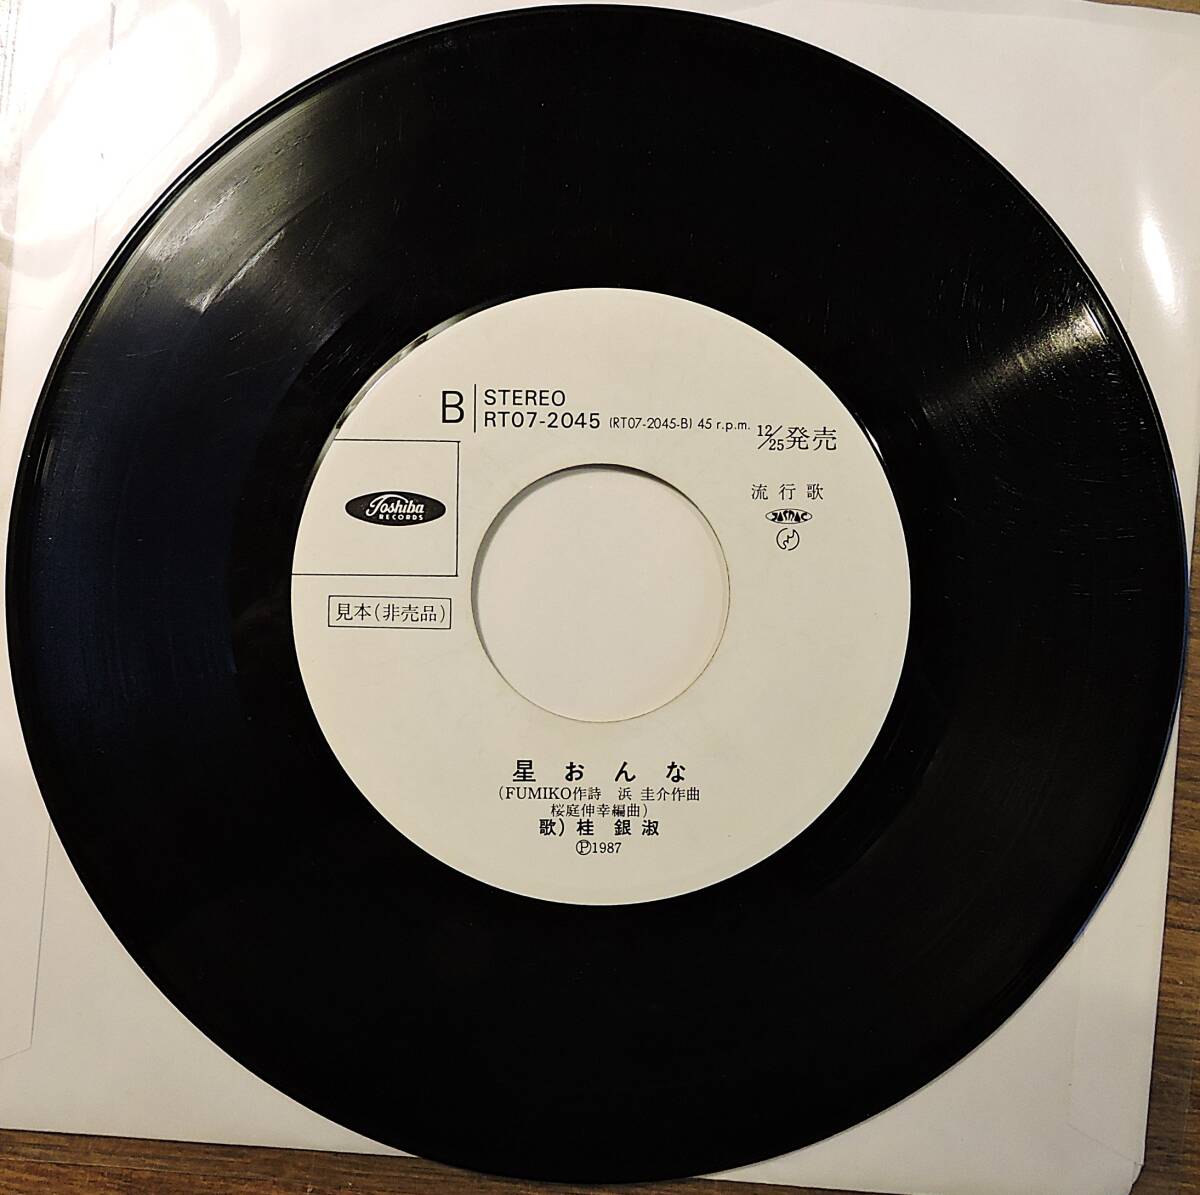 B
STEREO
RT07-2045 (RT07-2045-B) 45 r.p.m.
12/25発売
流行歌
JASRAC
Toshiba
RECORDS
見本(非売品)
星おんな
(FUMIKO作詩 浜 圭介作曲
桜庭伸幸編曲)
歌)桂 銀淑
Ⓟ1987